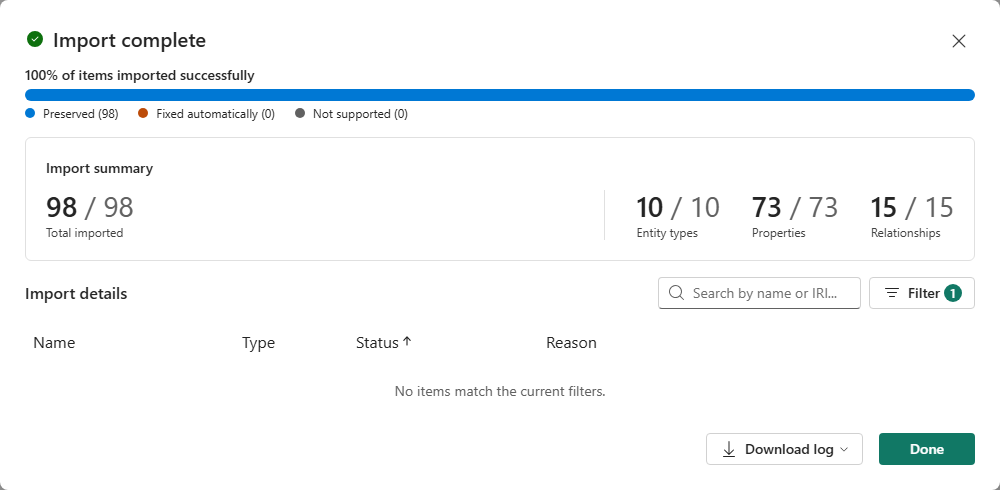 Import complete
100% of items imported successfully
Preserved (98) Fixed automatically (0) Not supported (0)
Import summary
98 / 98 10 / 10 73 / 73 15 / 15
Total imported Entity types Properties Relationships
Import details Search by name or IRI... Filter 1
Name Type Status ↑ Reason
No items match the current filters.
Download log Done